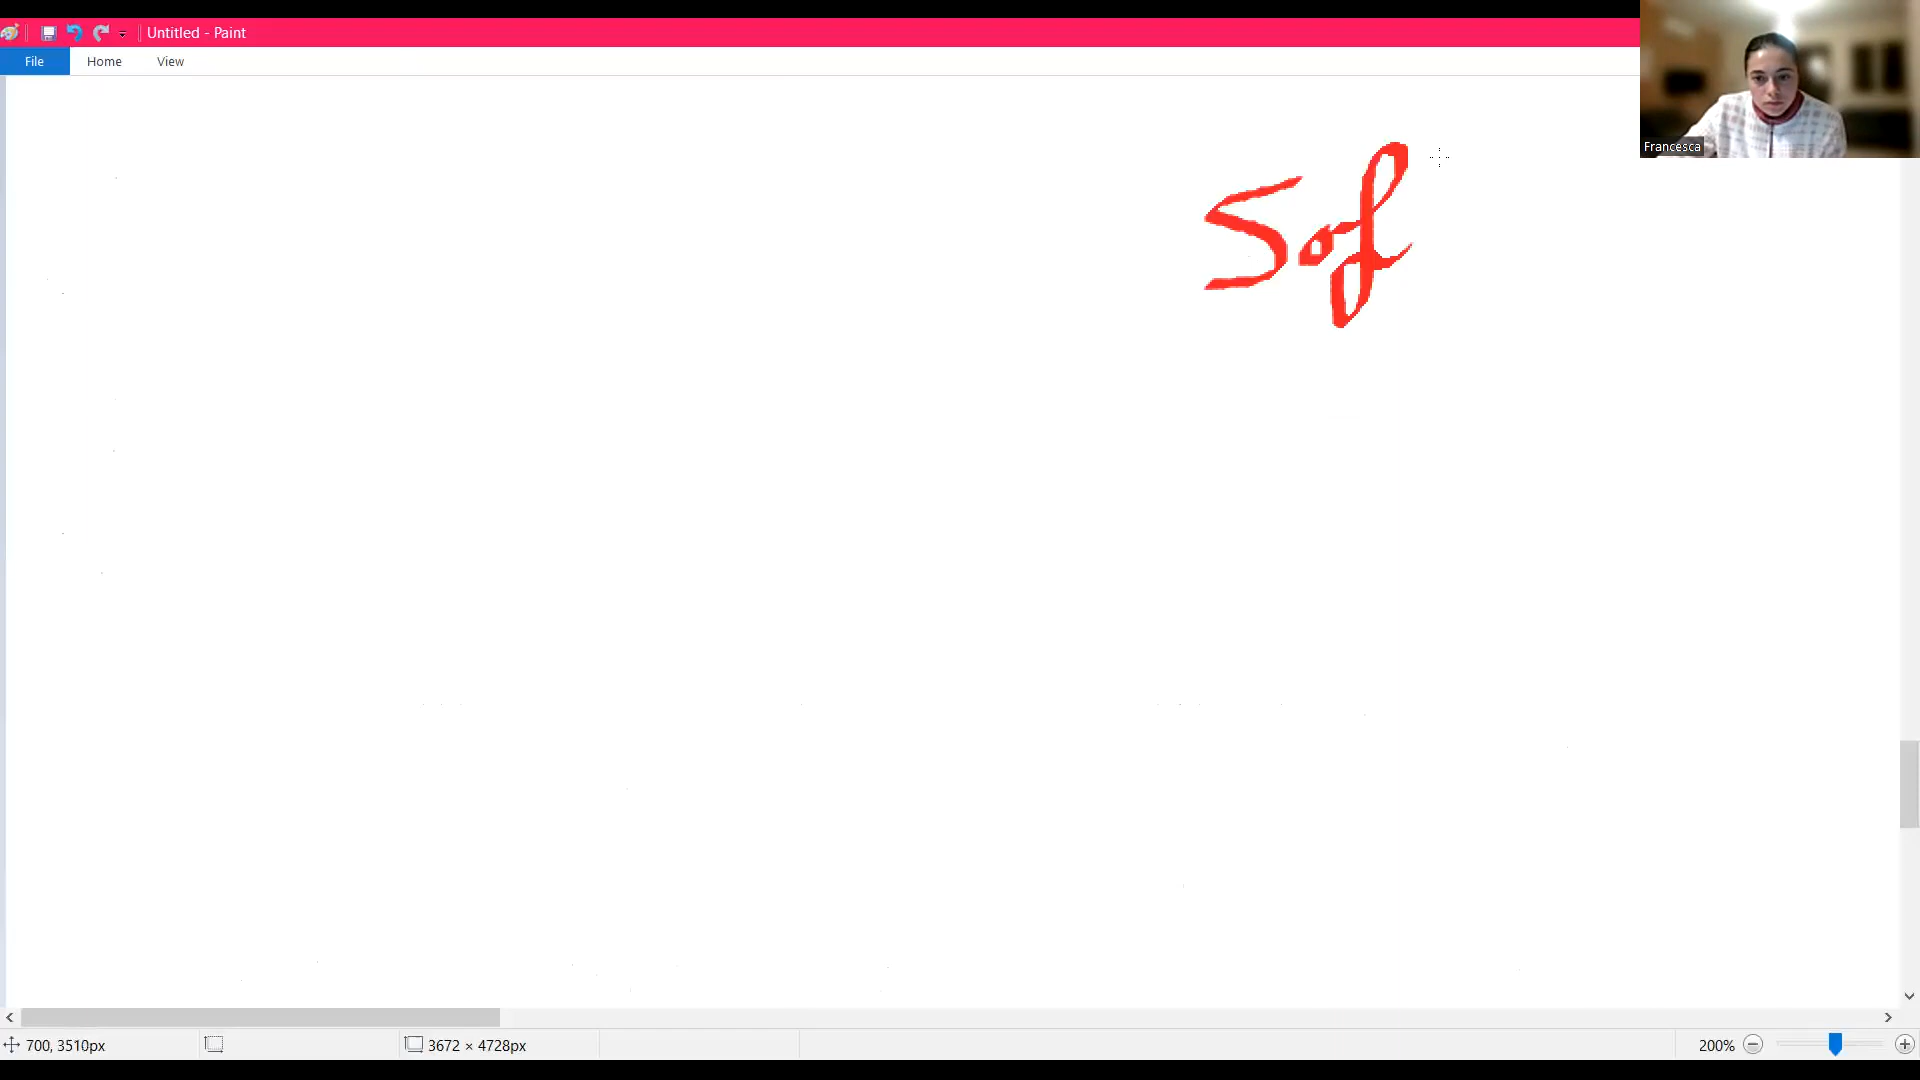 Untitled - Paint
File Home View
Francesca
Sof
700, 3510px
3672 × 4728px
200%